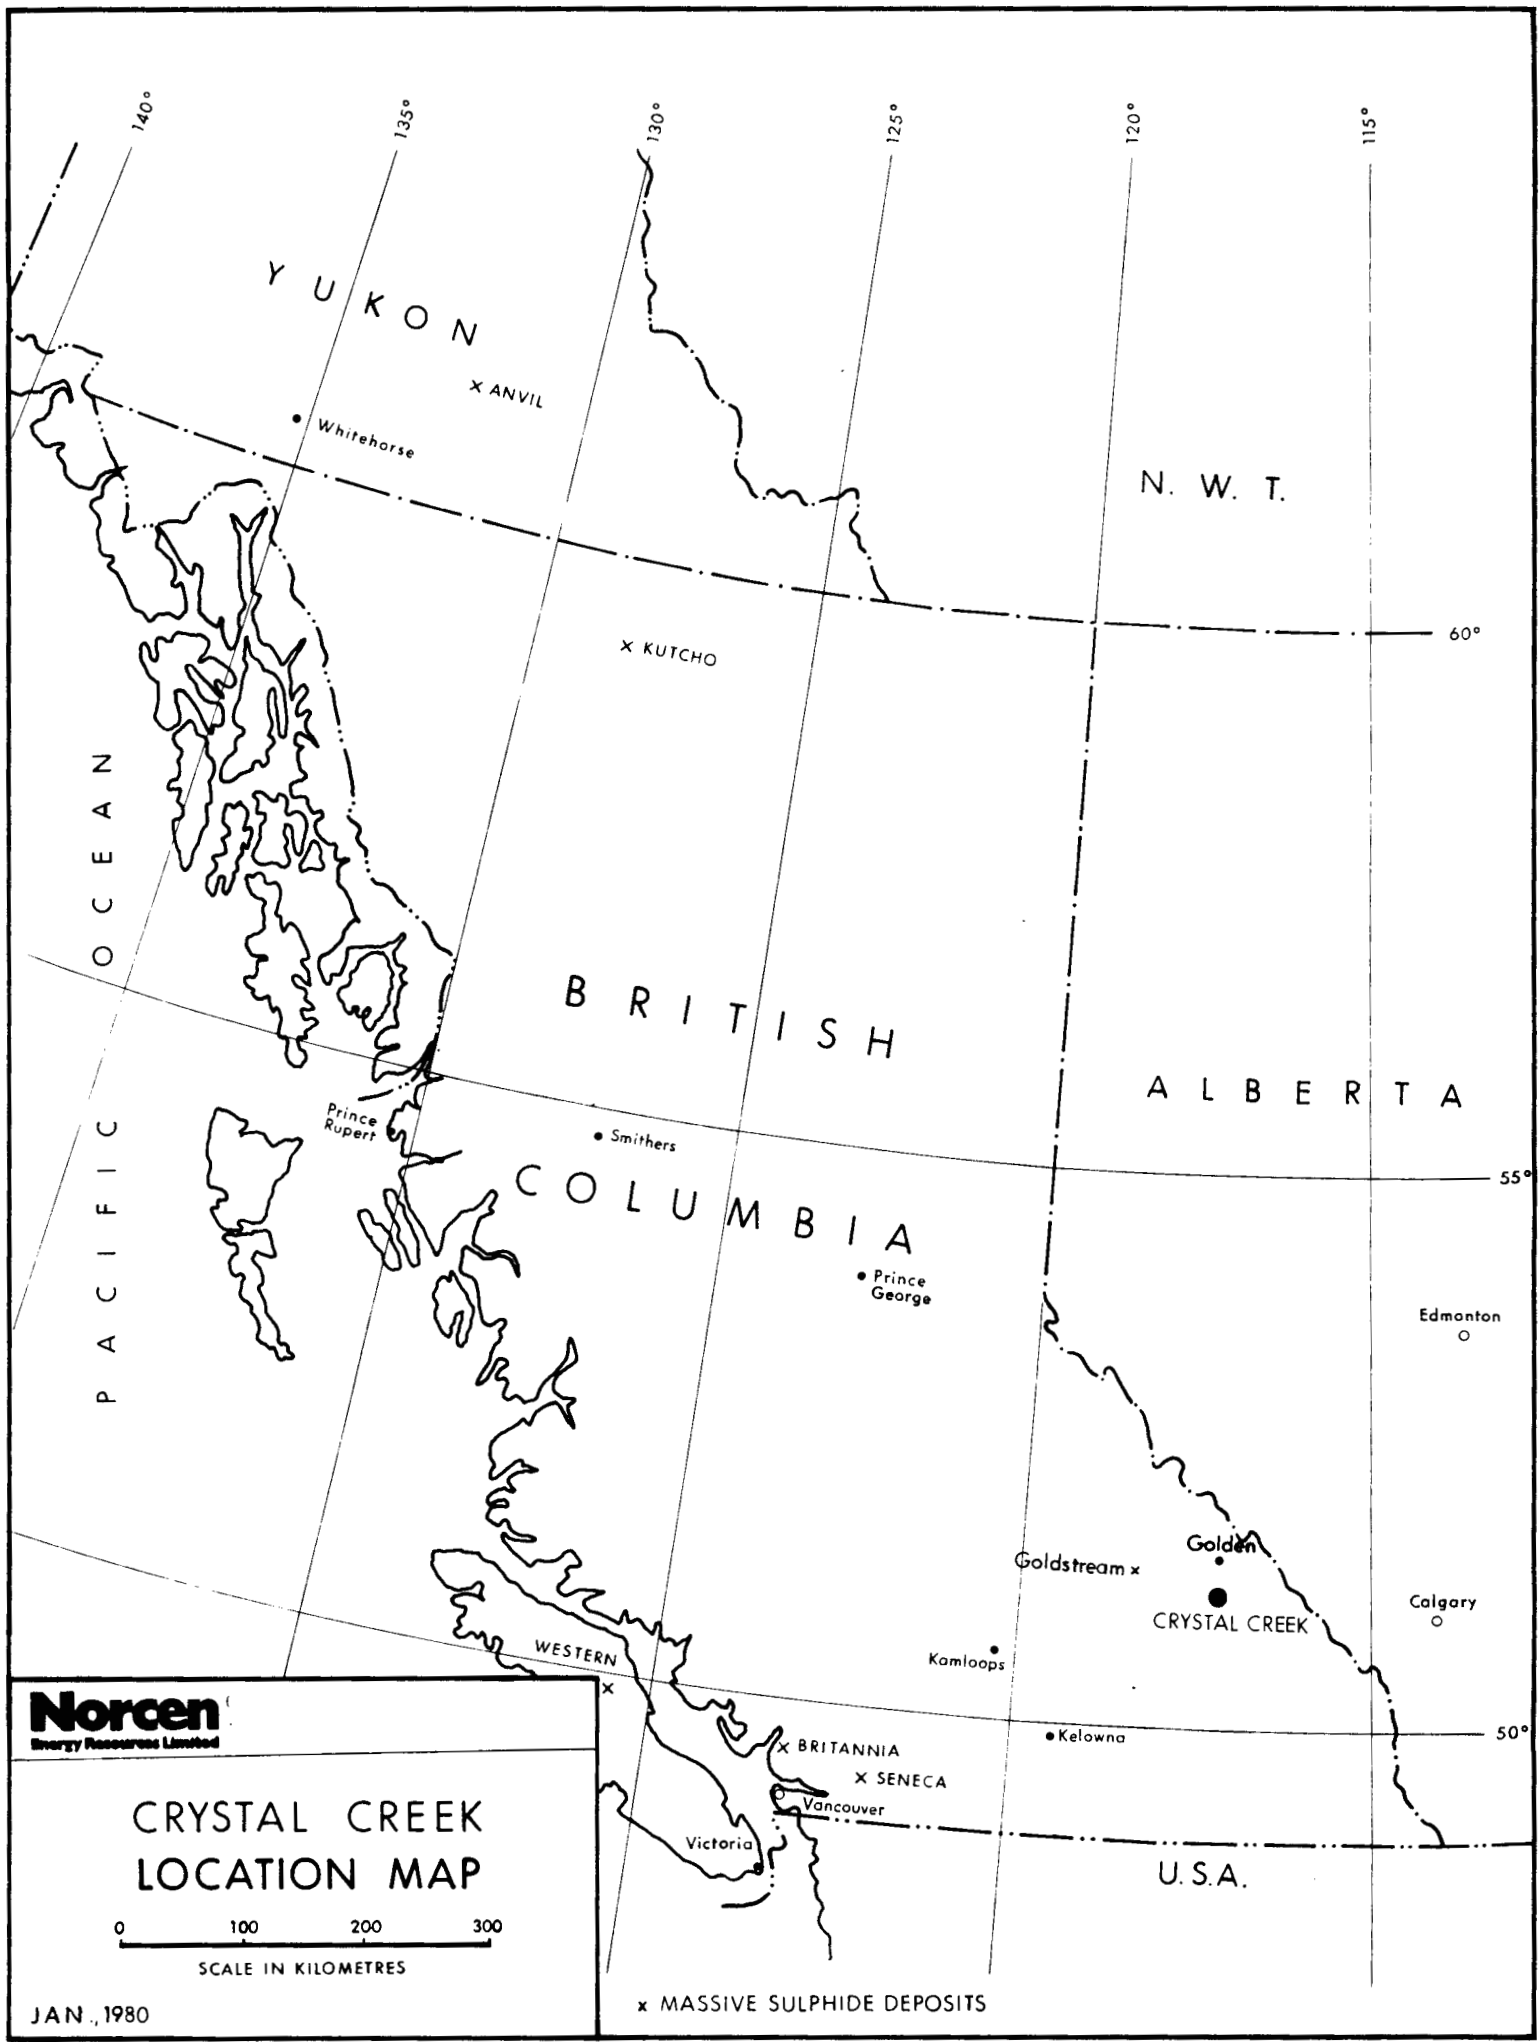 140°
135°
130°
125°
120°
115°
YUKON
x ANVIL
Whitehorse
N. W. T.
60°
x KUTCHO
PACIFIC OCEAN
BRITISH
ALBERTA
Prince
Rupert
Smithers
55°
COLUMBIA
Prince
George
Edmonton
Golden
Goldstream x
CRYSTAL CREEK
Calgary
Kamloops
WESTERN
x
50°
Kelowna
x BRITANNIA
x SENECA
Vancouver
Victoria
U.S.A.
Norcen
Energy Resources Limited
CRYSTAL CREEK
LOCATION MAP
0 100 200 300
SCALE IN KILOMETRES
JAN., 1980
x MASSIVE SULPHIDE DEPOSITS